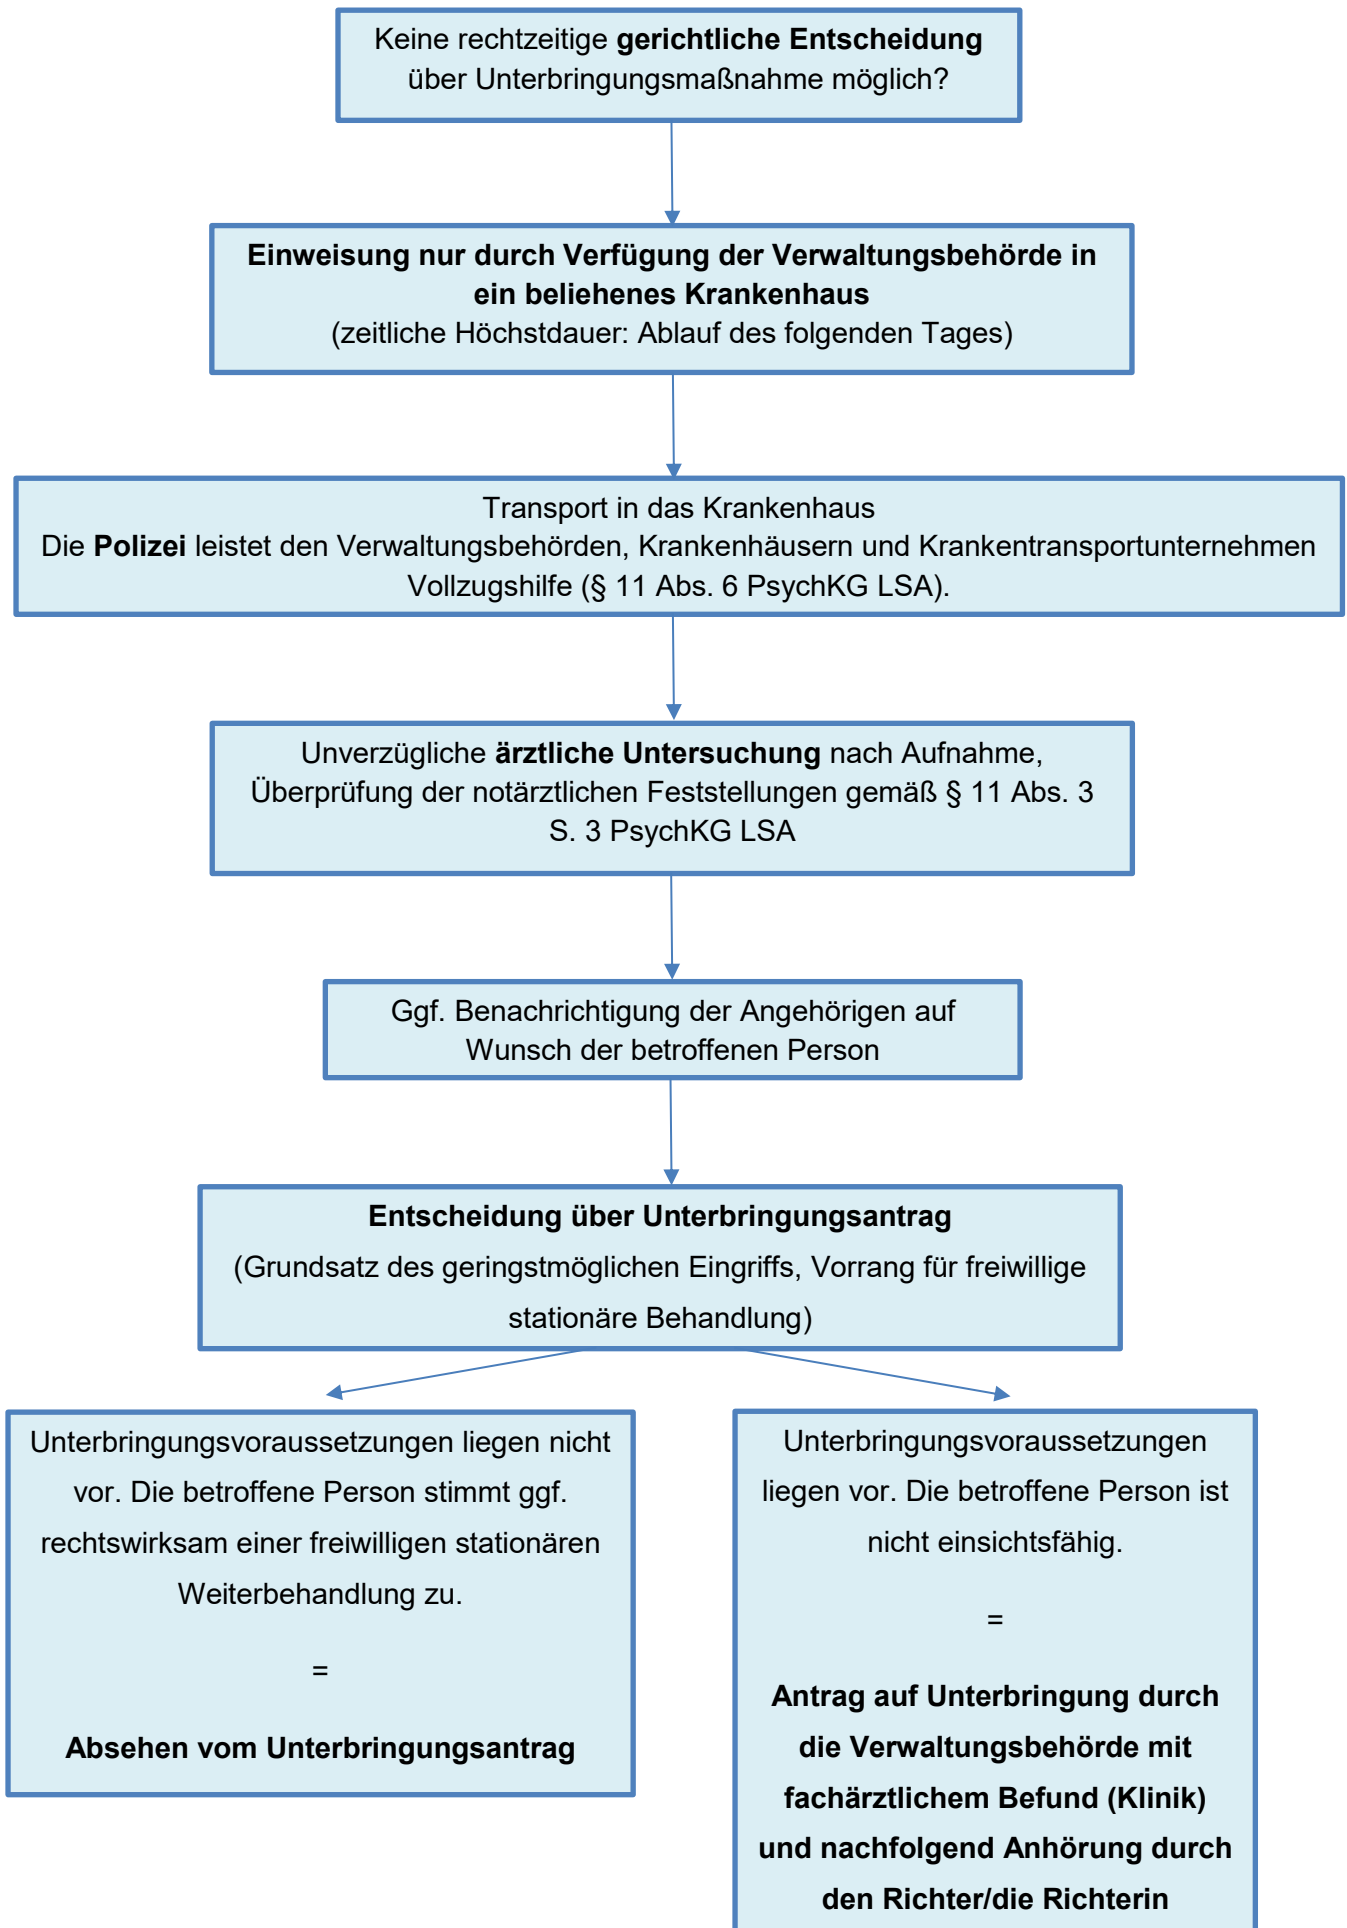 Keine rechtzeitige gerichtliche Entscheidung
über Unterbringungsmaßnahme möglich?
Einweisung nur durch Verfügung der Verwaltungsbehörde in
ein beliehenes Krankenhaus
(zeitliche Höchstdauer: Ablauf des folgenden Tages)
Transport in das Krankenhaus
Die Polizei leistet den Verwaltungsbehörden, Krankenhäusern und Krankentransportunternehmen
Vollzugshilfe (§ 11 Abs. 6 PsychKG LSA).
Unverzügliche ärztliche Untersuchung nach Aufnahme,
Überprüfung der notärztlichen Feststellungen gemäß § 11 Abs. 3
S. 3 PsychKG LSA
Ggf. Benachrichtigung der Angehörigen auf
Wunsch der betroffenen Person
Entscheidung über Unterbringungsantrag
(Grundsatz des geringstmöglichen Eingriffs, Vorrang für freiwillige
stationäre Behandlung)
Unterbringungsvoraussetzungen liegen nicht
vor. Die betroffene Person stimmt ggf.
rechtswirksam einer freiwilligen stationären
Weiterbehandlung zu.
=
Absehen vom Unterbringungsantrag
Unterbringungsvoraussetzungen
liegen vor. Die betroffene Person ist
nicht einsichtsfähig.
=
Antrag auf Unterbringung durch
die Verwaltungsbehörde mit
fachärztlichem Befund (Klinik)
und nachfolgend Anhörung durch
den Richter/die Richterin